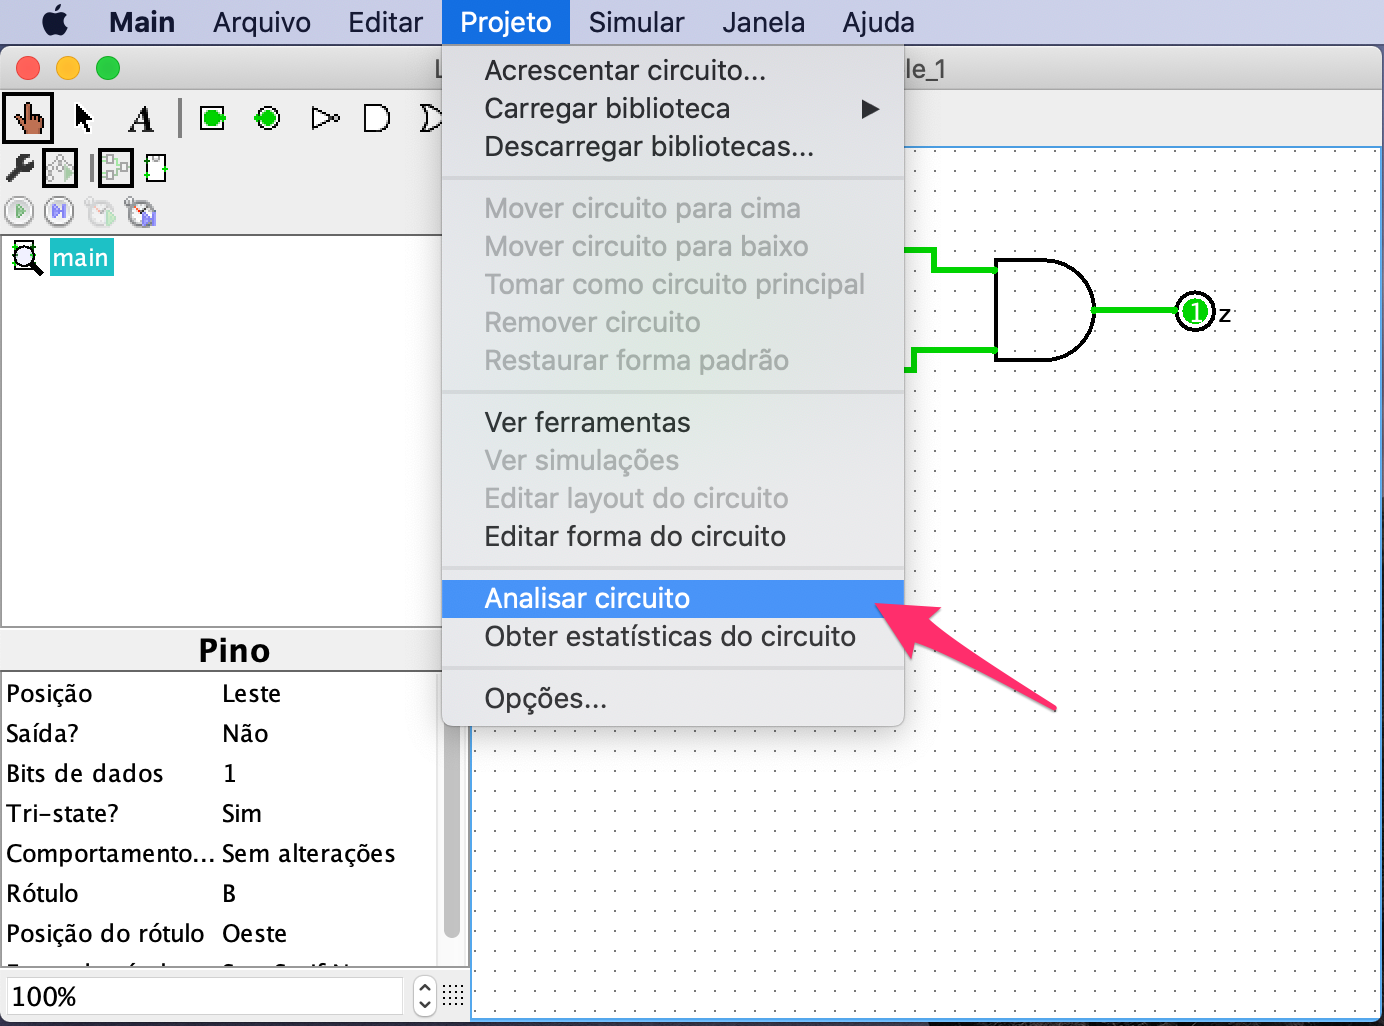 Main Arquivo Editar Projeto Simular Janela Ajuda
le_1
A
Acrescentar circuito...
Carregar biblioteca
Descarregar bibliotecas...
Mover circuito para cima
Mover circuito para baixo
Tomar como circuito principal
Remover circuito
Restaurar forma padrão
Ver ferramentas
Ver simulações
Editar layout do circuito
Editar forma do circuito
Analisar circuito
Obter estatísticas do circuito
Opções...
main
1 z
Pino
Posição Leste
Saída? Não
Bits de dados 1
Tri-state? Sim
Comportamento... Sem alterações
Rótulo B
Posição do rótulo Oeste
100%